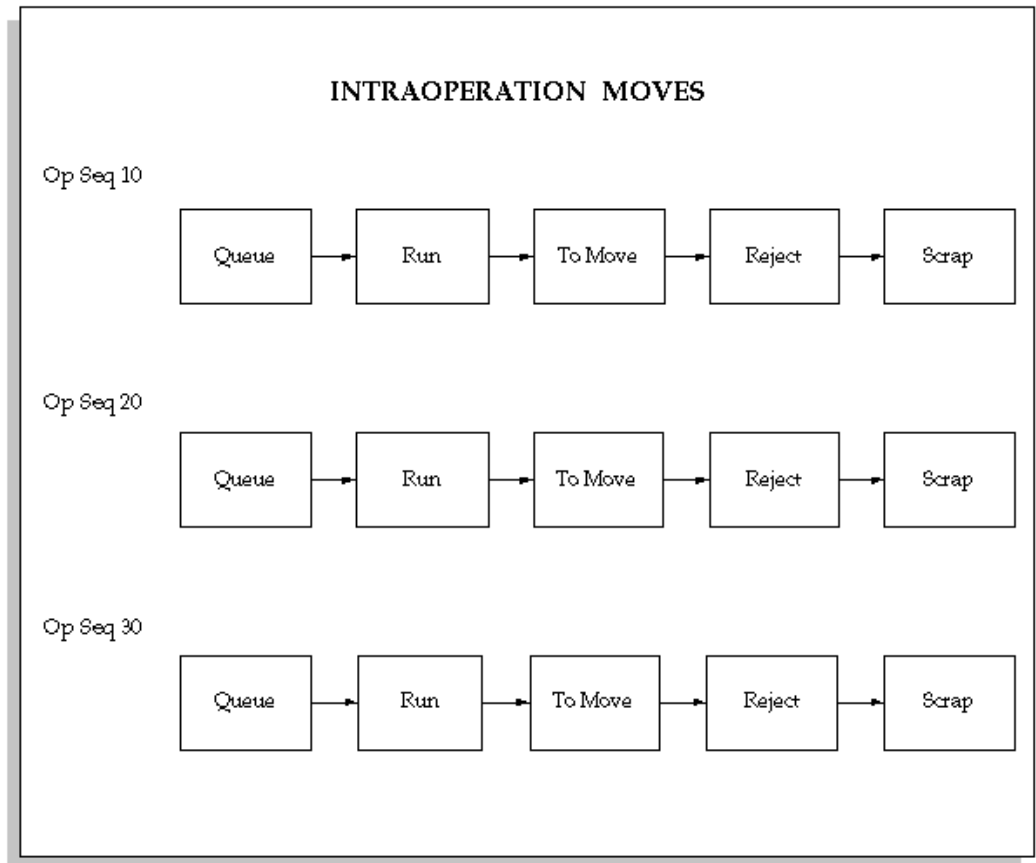 INTRAOPERATION MOVES
Op Seq 10
Queue
Run
To Move
Reject
Scrap
Op Seq 20
Queue
Run
To Move
Reject
Scrap
Op Seq 30
Queue
Run
To Move
Reject
Scrap